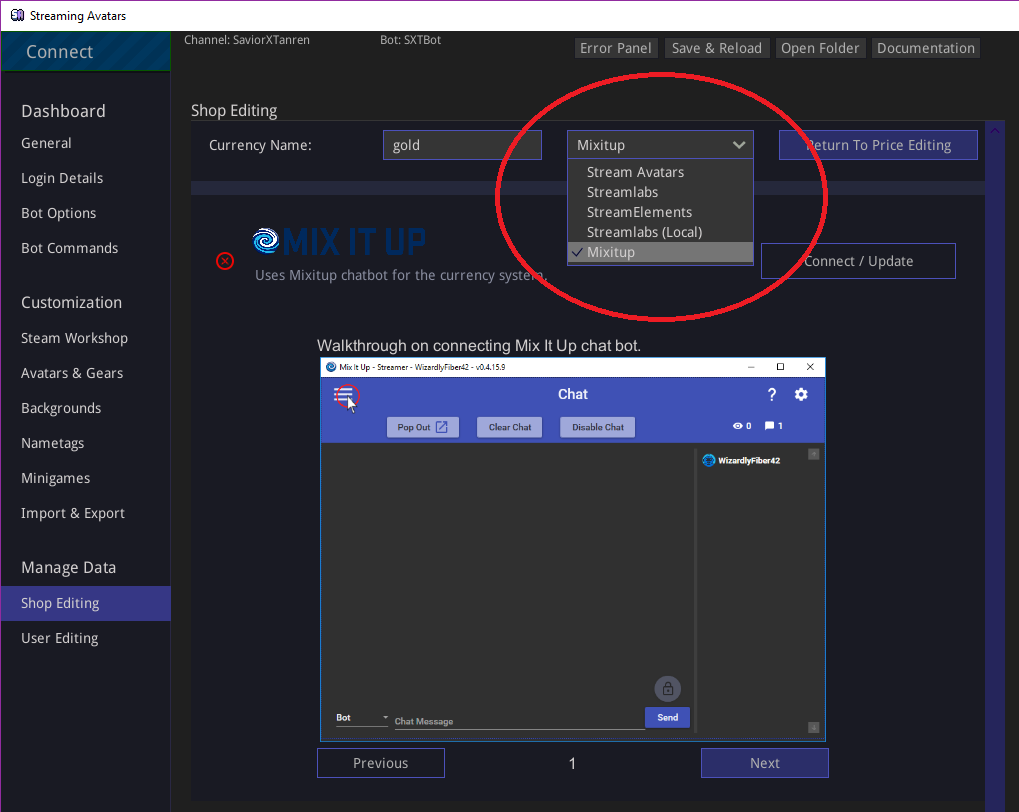 Streaming Avatars
Connect
Channel: SaviorXTanren
Bot: SXTBot
Error Panel
Save & Reload
Open Folder
Documentation
Dashboard
General
Login Details
Bot Options
Bot Commands
Customization
Steam Workshop
Avatars & Gears
Backgrounds
Nametags
Minigames
Import & Export
Manage Data
Shop Editing
User Editing
Shop Editing
Currency Name:
gold
Mixitup
Return To Price Editing
Stream Avatars
Streamlabs
StreamElements
Streamlabs (Local)
Mixitup
MIX IT UP
Uses Mixitup chatbot for the currency system.
Connect / Update
Walkthrough on connecting Mix It Up chat bot.
Mix It Up - Streamer - WizardlyFiber42 - v0.4.15.9
Chat
?
Pop Out
Clear Chat
Disable Chat
0
1
WizardlyFiber42
Bot
Chat Message
Send
Previous
1
Next